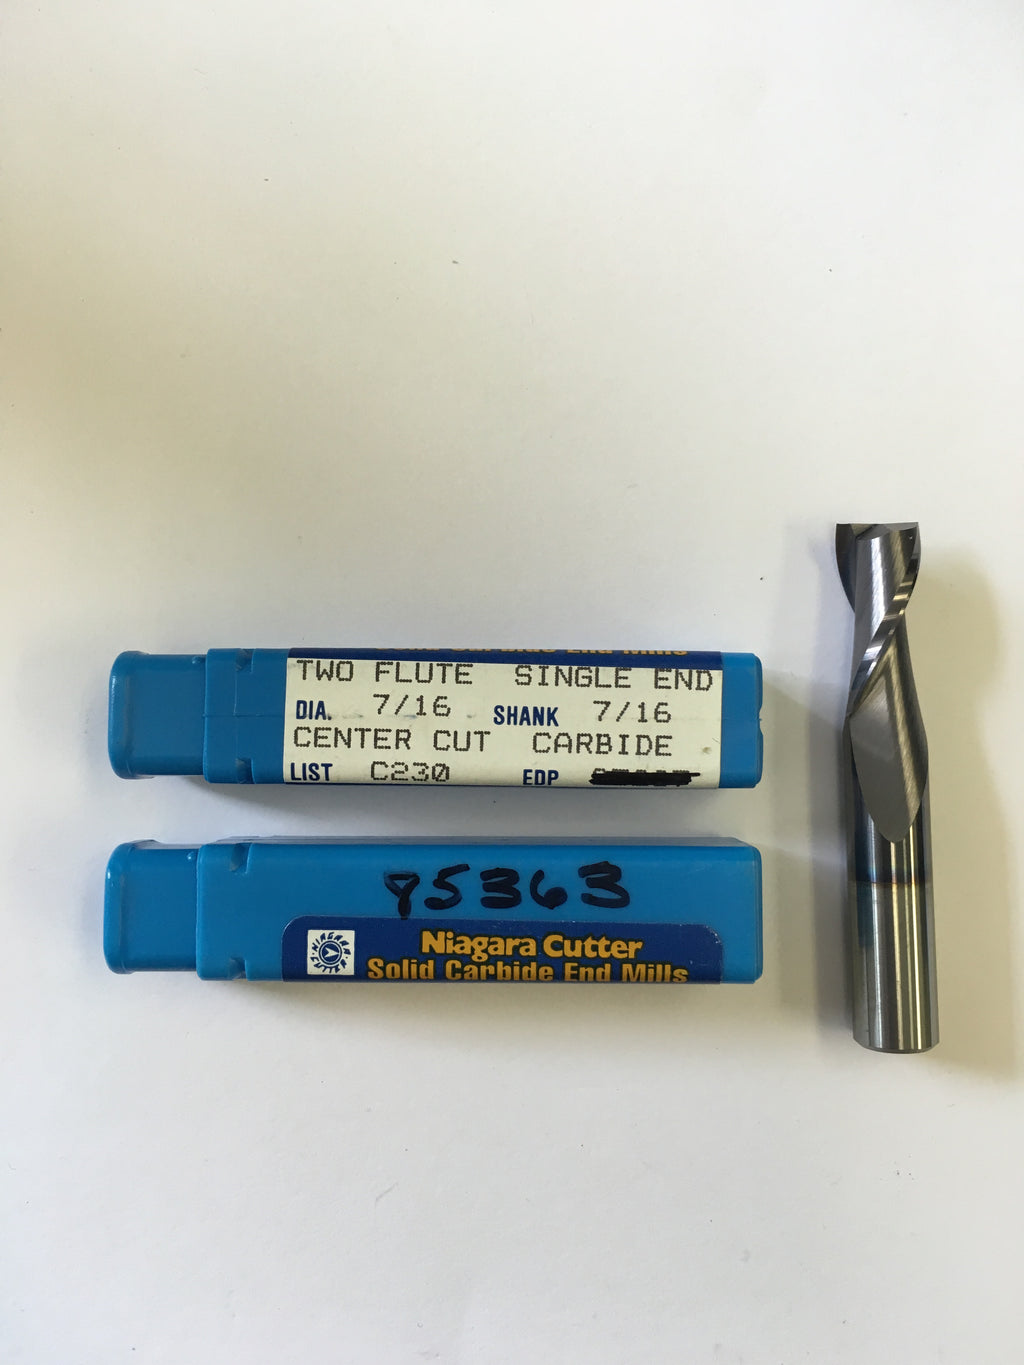 TWO FLUTE SINGLE END
DIA. 7/16 SHANK 7/16
CENTER CUT CARBIDE
LIST C230 EDP
95363
Niagara Cutter
Solid Carbide End Mills